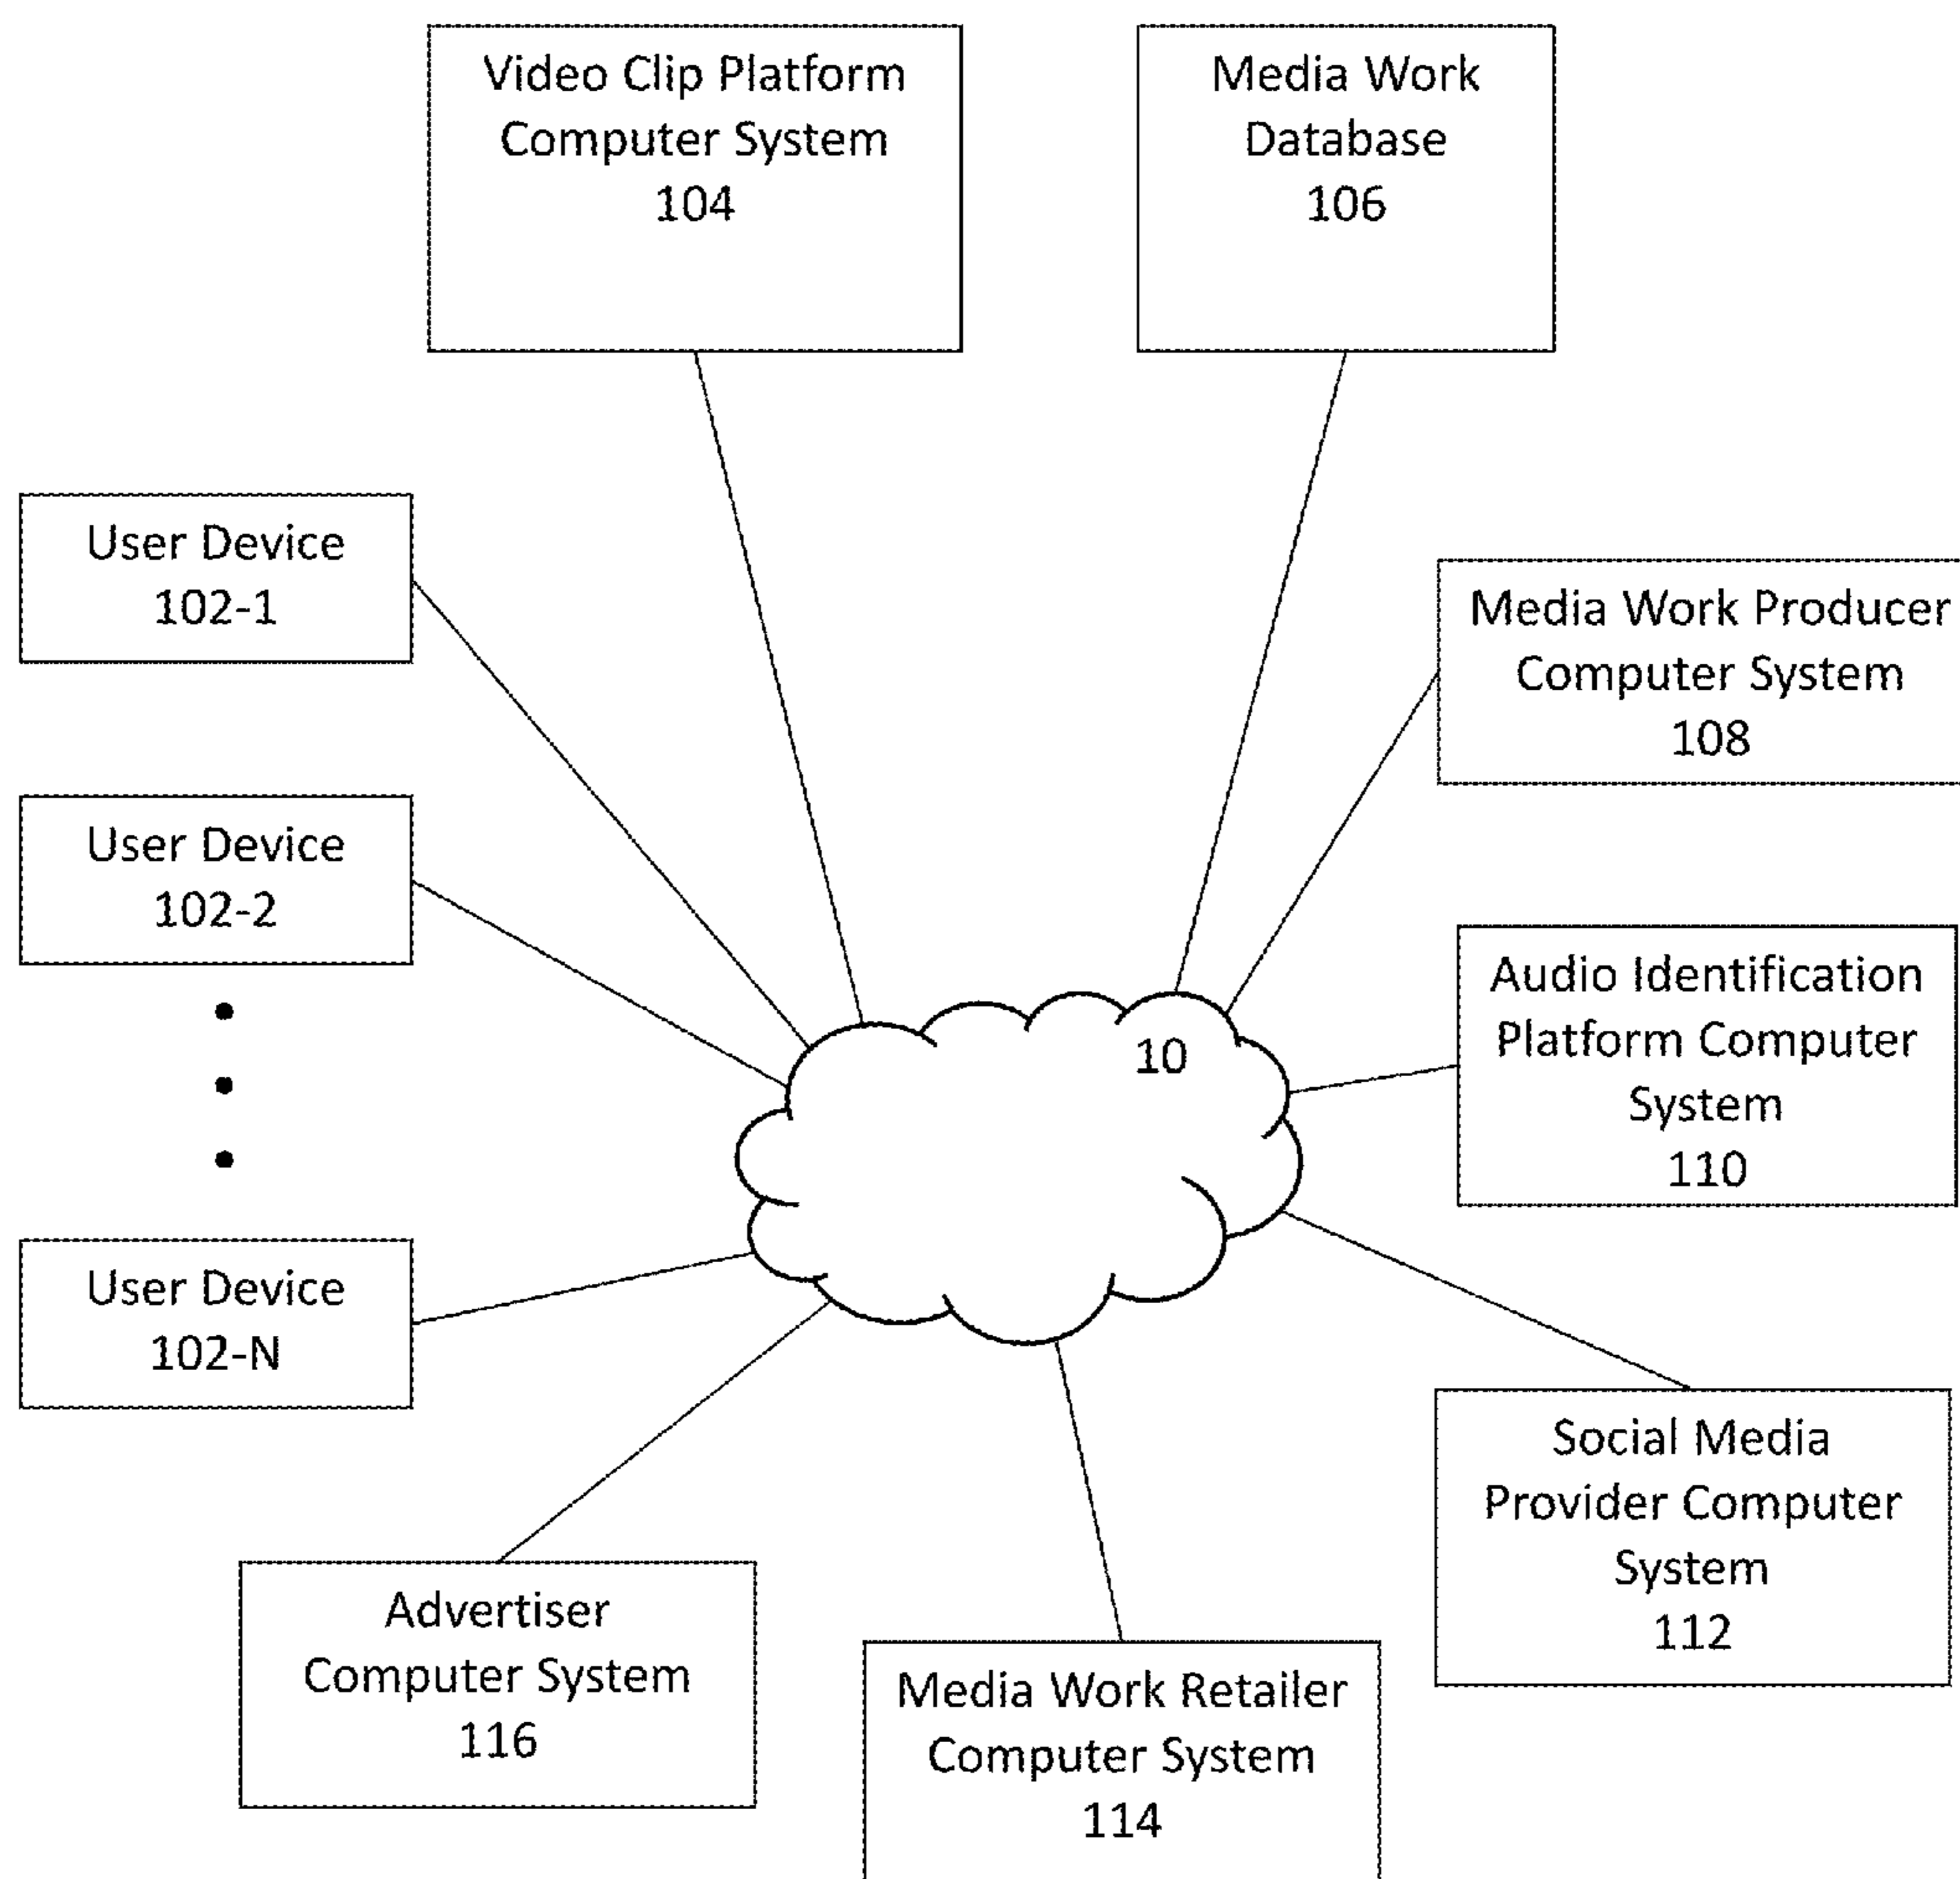 Video Clip Platform
Computer System
104
Media Work
Database
106
User Device
102-1
Media Work Producer
Computer System
108
User Device
102-2
Audio Identification
Platform Computer
System
110
10
User Device
102-N
Social Media
Provider Computer
System
112
Advertiser
Computer System
116
Media Work Retailer
Computer System
114